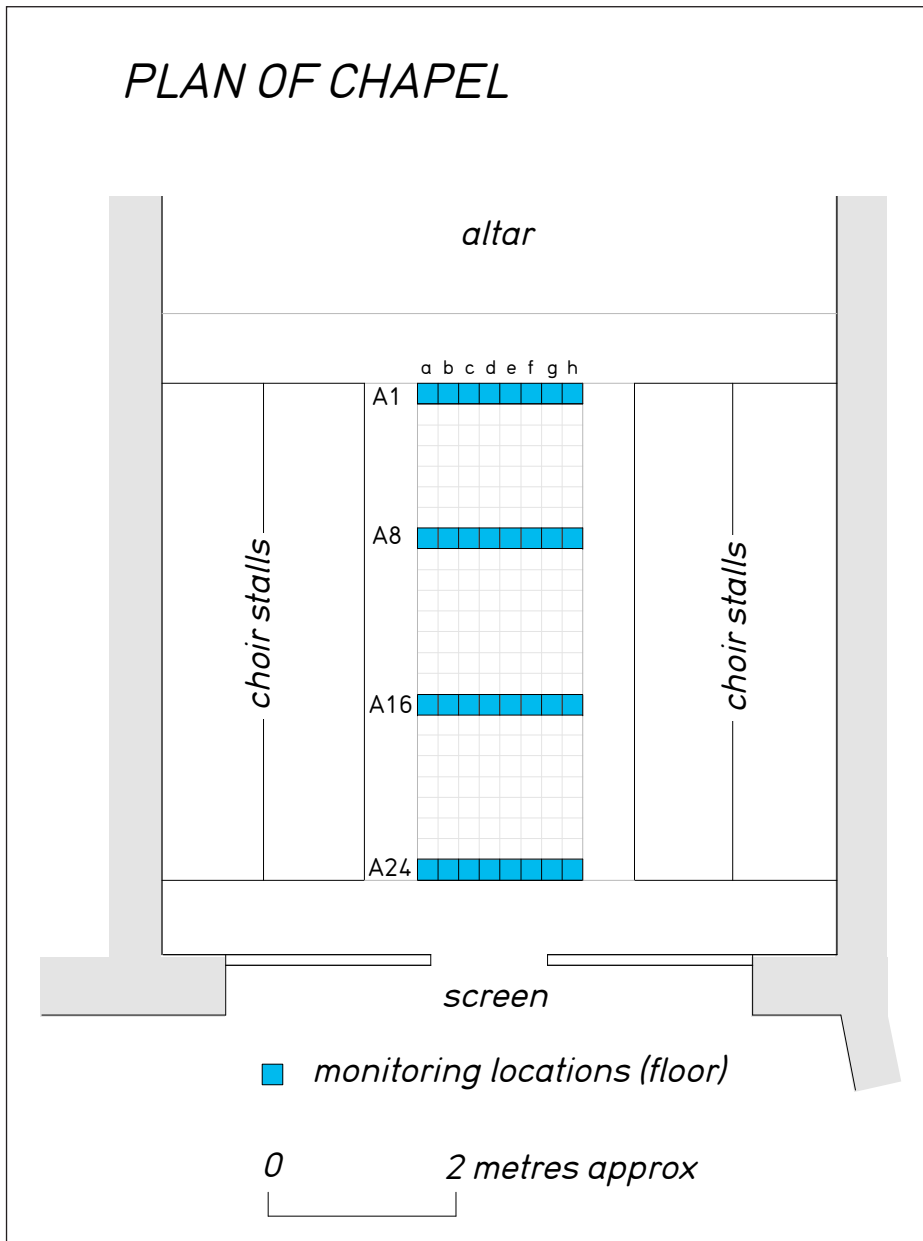 PLAN OF CHAPEL
altar
a b c d e f g h
A1
A8
choir stalls
choir stalls
A16
A24
screen
monitoring locations (floor)
0 2 metres approx